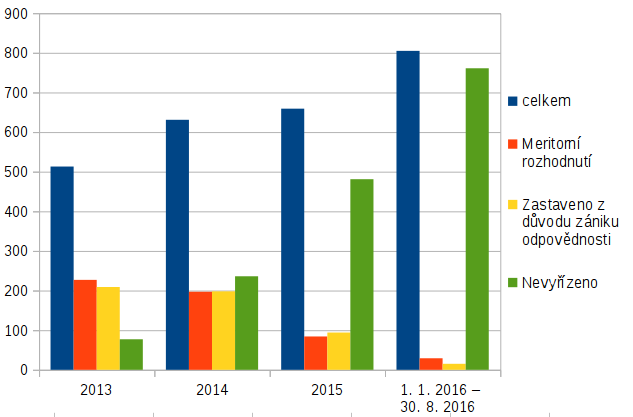 900
800
700
600
500
400
300
200
100
0
2013
2014
2015
1. 1. 2016 –
30. 8. 2016
celkem
Meritorní
rozhodnutí
Zastaveno z
důvodu zániku
odpovědnosti
Nevyřízeno